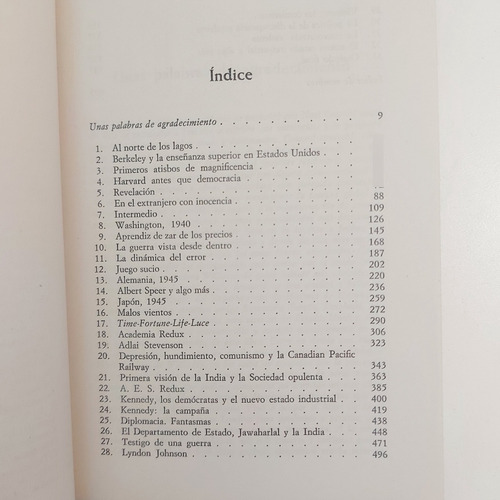 Índice
Unas palabras de agradecimiento . . . . . . . . . . . . 9
1. Al norte de los lagos . . . . . . . . . . . .
2. Berkeley y la enseñanza superior en Estados Unidos . . .
3. Primeros atisbos de magnificencia . . . . . . . .
4. Harvard antes que democracia . . . . . . . . .
5. Revelación . . . . . . . . . . . . . .
6. En el extranjero con inocencia . . . . . . . . . 88
7. Intermedio . . . . . . . . . . . . . . 109
8. Washington, 1940 . . . . . . . . . . . . 126
9. Aprendiz de zar de los precios . . . . . . . . . 145
10. La guerra vista desde dentro . . . . . . . . . 168
11. La dinámica del error . . . . . . . . . . . 187
12. Juego sucio . . . . . . . . . . . . . . 202
13. Alemania, 1945 . . . . . . . . . . . . . 220
14. Albert Speer y algo más . . . . . . . . . . 236
15. Japón, 1945 . . . . . . . . . . . . . . 259
16. Malos vientos . . . . . . . . . . . . . 272
17. Time-Fortune-Life-Luce . . . . . . . . . . 290
18. Academia Redux . . . . . . . . . . . . . 306
19. Adlai Stevenson . . . . . . . . . . . . . 323
20. Depresión, hundimiento, comunismo y la Canadian Pacific
Railway . . . . . . . . . . . . . . . 343
21. Primera visión de la India y la Sociedad opulenta . . . . 363
22. A. E. S. Redux . . . . . . . . . . . . . 385
23. Kennedy, los demócratas y el nuevo estado industrial . . . 400
24. Kennedy: la campaña . . . . . . . . . . . 419
25. Diplomacia. Fantasmas . . . . . . . . . . . 438
26. El Departamento de Estado, Jawaharlal y la India . . . . 448
27. Testigo de una guerra . . . . . . . . . . . 471
28. Lyndon Johnson . . . . . . . . . . . . . 496